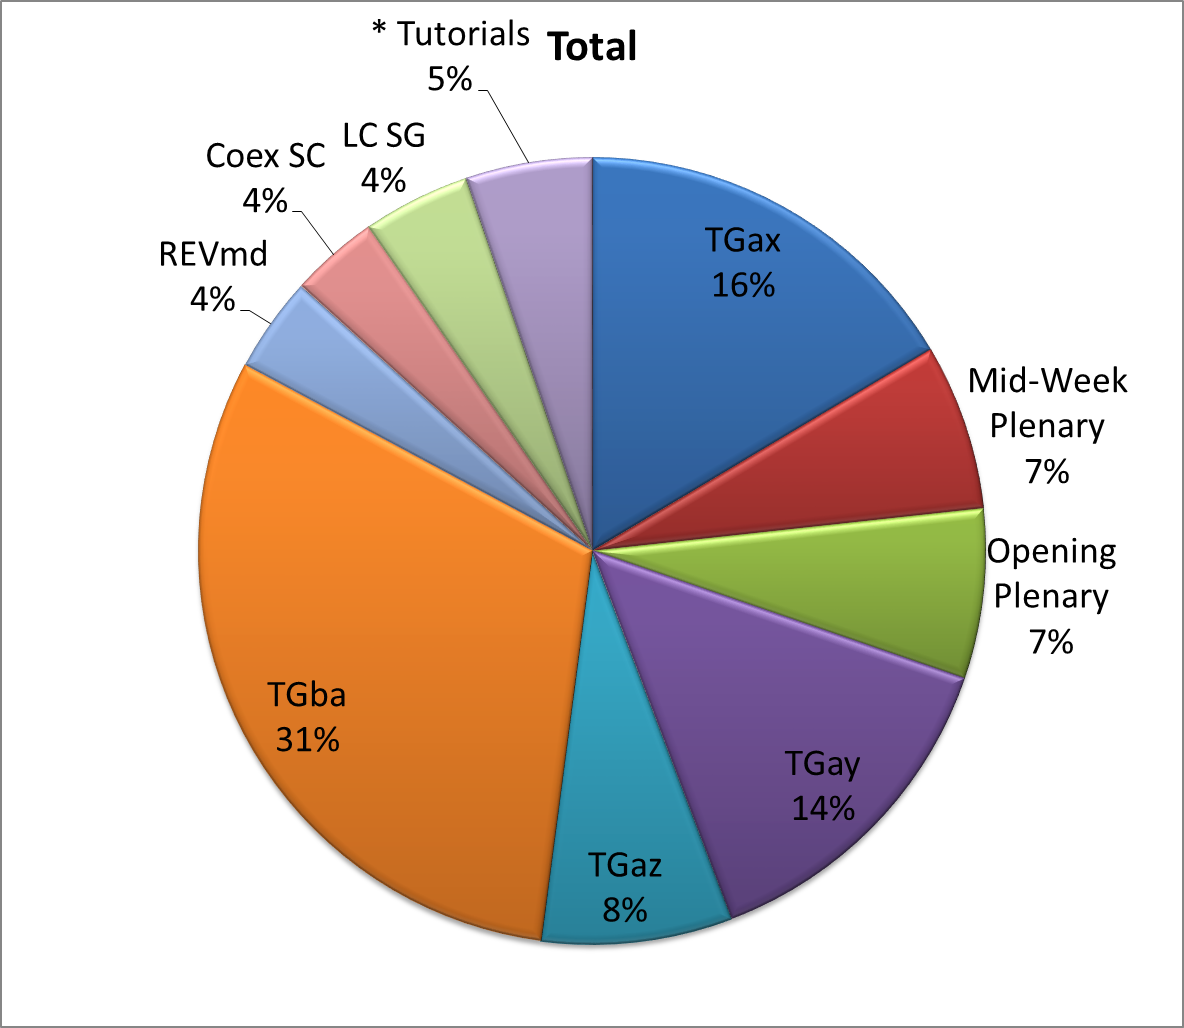 Total
TGax
16%
Mid-Week
Plenary
7%
Opening
Plenary
7%
TGay
14%
TGaz
8%
TGba
31%
REVmd
4%
Coex SC
4%
LC SG
4%
* Tutorials
5%